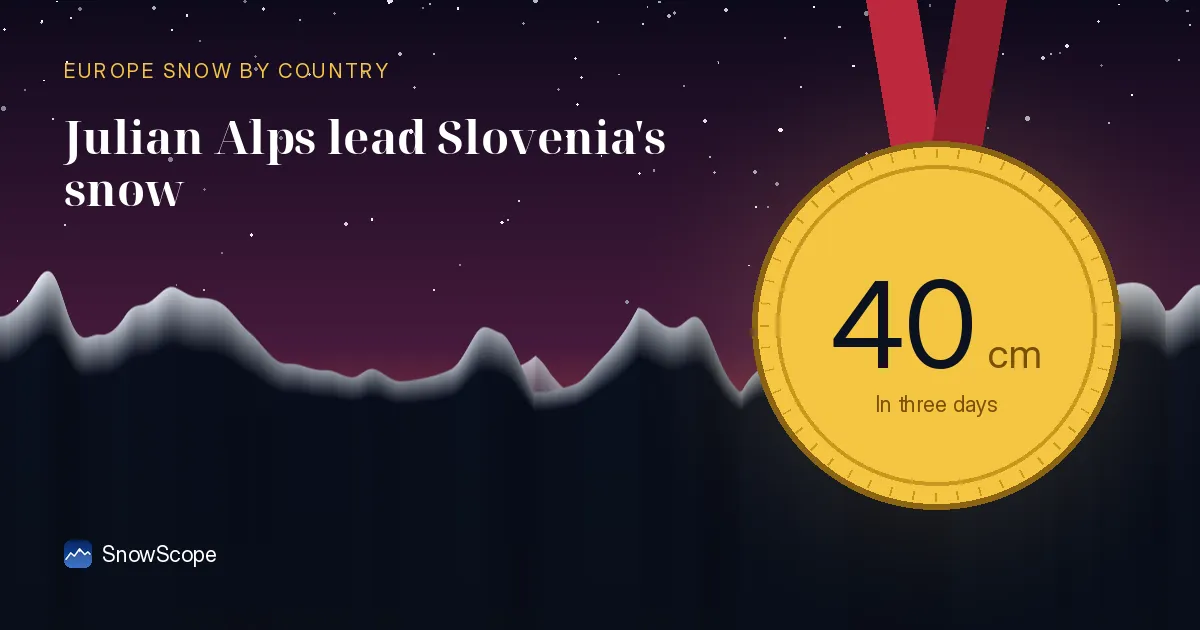 EUROPE SNOW BY COUNTRY
Julian Alps lead Slovenia's
snow
40 cm
In three days
SnowScope